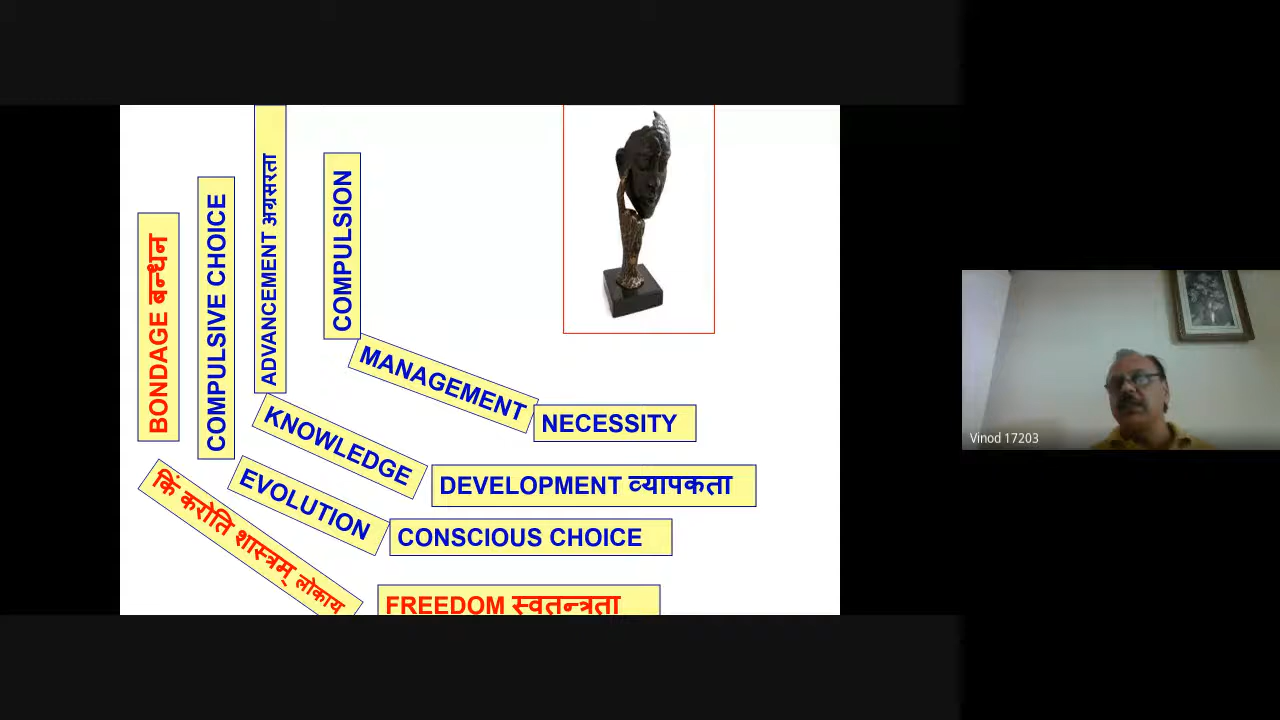 BONDAGE बन्धन
COMPULSIVE CHOICE
ADVANCEMENT अग्रसरता
COMPULSION
MANAGEMENT
NECESSITY
KNOWLEDGE
DEVELOPMENT व्यापकता
EVOLUTION
CONSCIOUS CHOICE
किं करोति शास्त्रम् लोकाय
FREEDOM स्वतन्त्रता
Vinod 17203